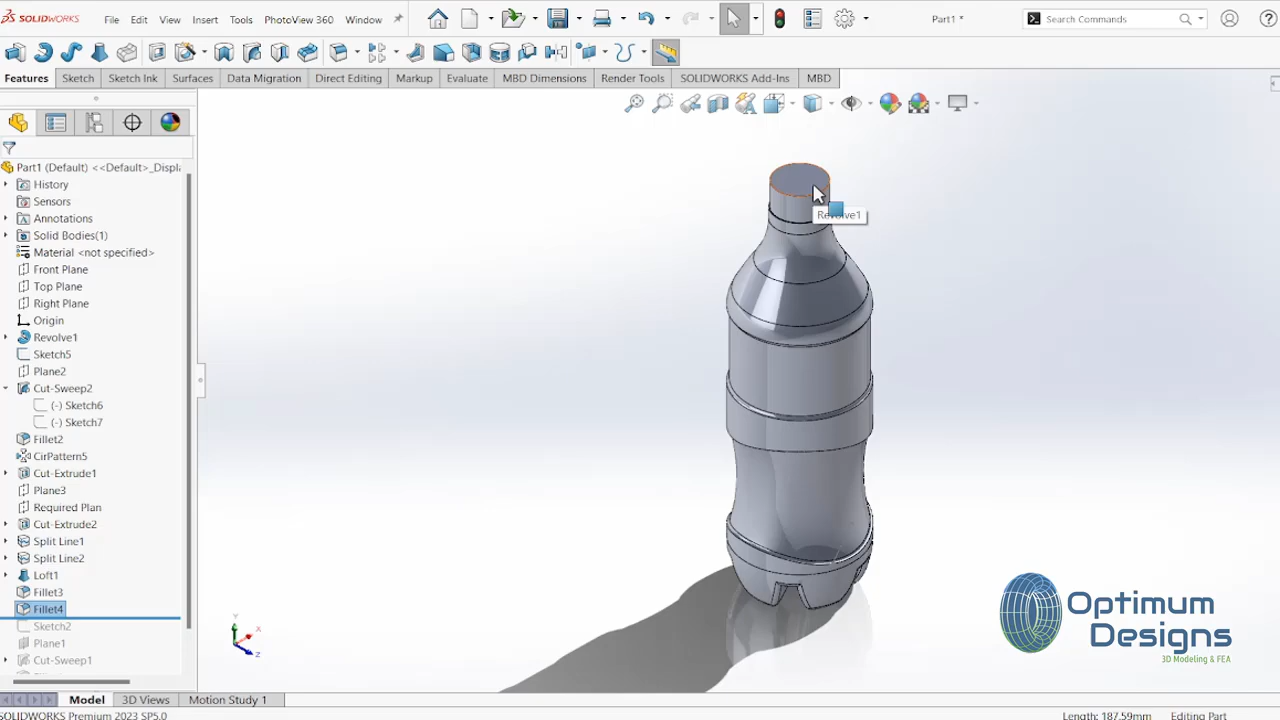 SOLIDWORKS File Edit View Insert Tools PhotoView 360 Window Part1 * Search Commands
Features Sketch Sketch Ink Surfaces Data Migration Direct Editing Markup Evaluate MBD Dimensions Render Tools SOLIDWORKS Add-Ins MBD
Part1 (Default) <<Default>_Displ
History
Sensors
Annotations
Solid Bodies(1)
Material <not specified>
Front Plane
Top Plane
Right Plane
Origin
Revolve1
Sketch5
Plane2
Cut-Sweep2
(-) Sketch6
(-) Sketch7
Fillet2
CirPattern5
Cut-Extrude1
Plane3
Required Plan
Cut-Extrude2
Split Line1
Split Line2
Loft1
Fillet3
Fillet4
Sketch2
Plane1
Cut-Sweep1
Revolve1
Y
X
Z
Optimum
Designs
3D Modeling & FEA
Model 3D Views Motion Study 1
SOLIDWORKS Premium 2023 SP5.0 Length: 187.59mm Editing Part